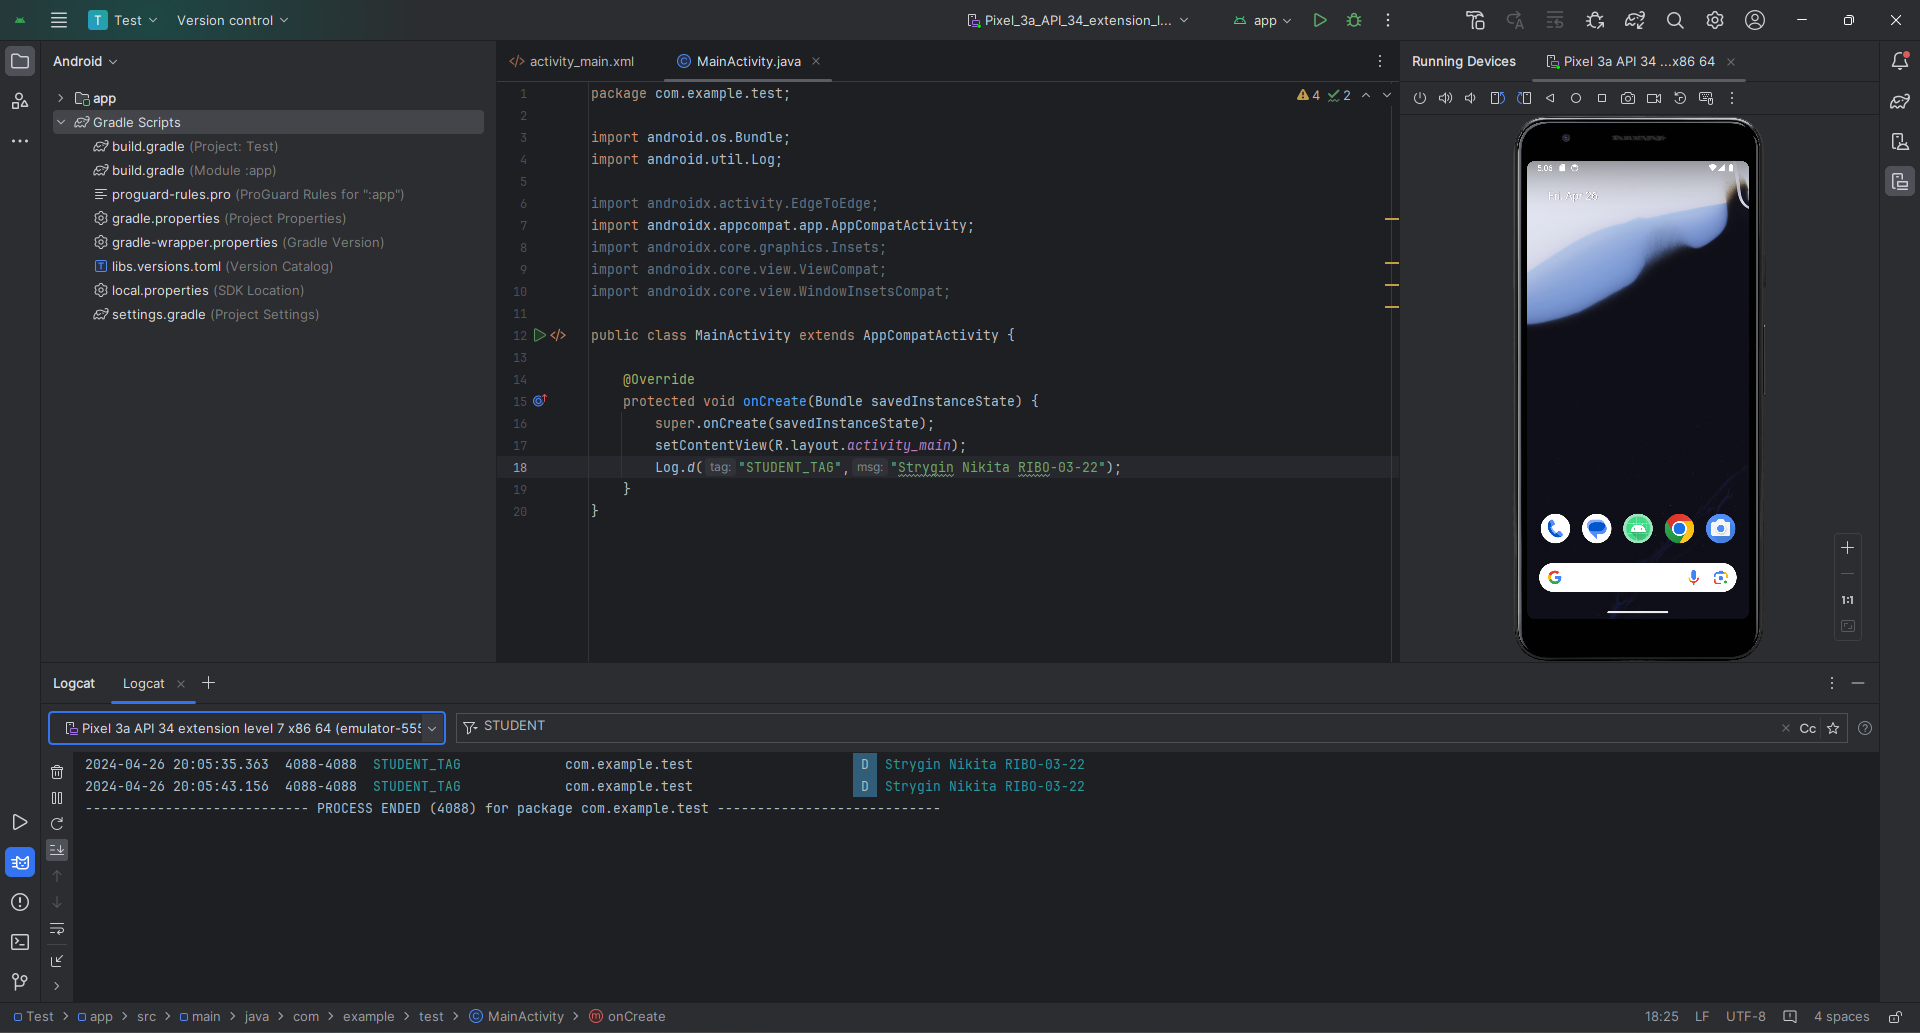 T Test Version control Pixel_3a_API_34_extension_l... app
Android
activity_main.xml MainActivity.java
Running Devices Pixel 3a API 34 ...x86 64
app
Gradle Scripts
build.gradle (Project: Test)
build.gradle (Module :app)
proguard-rules.pro (ProGuard Rules for ":app")
gradle.properties (Project Properties)
gradle-wrapper.properties (Gradle Version)
libs.versions.toml (Version Catalog)
local.properties (SDK Location)
settings.gradle (Project Settings)
4 2
1 package com.example.test;
2
3 import android.os.Bundle;
4 import android.util.Log;
5
6 import androidx.activity.EdgeToEdge;
7 import androidx.appcompat.app.AppCompatActivity;
8 import androidx.core.graphics.Insets;
9 import androidx.core.view.ViewCompat;
10 import androidx.core.view.WindowInsetsCompat;
11
12 public class MainActivity extends AppCompatActivity {
13
14 @Override
15 protected void onCreate(Bundle savedInstanceState) {
16 super.onCreate(savedInstanceState);
17 setContentView(R.layout.activity_main);
18 Log.d( tag: "STUDENT_TAG", msg: "Strygin Nikita RIBO-03-22");
19 }
20 }
5:06
Fri, Apr 26
1:1
Logcat Logcat
Pixel 3a API 34 extension level 7 x86 64 (emulator-555
STUDENT
Cc
2024-04-26 20:05:35.363 4088-4088 STUDENT_TAG com.example.test D Strygin Nikita RIBO-03-22
2024-04-26 20:05:43.156 4088-4088 STUDENT_TAG com.example.test D Strygin Nikita RIBO-03-22
---------------------------- PROCESS ENDED (4088) for package com.example.test ----------------------------
Test app src main java com example test MainActivity onCreate
18:25 LF UTF-8 4 spaces